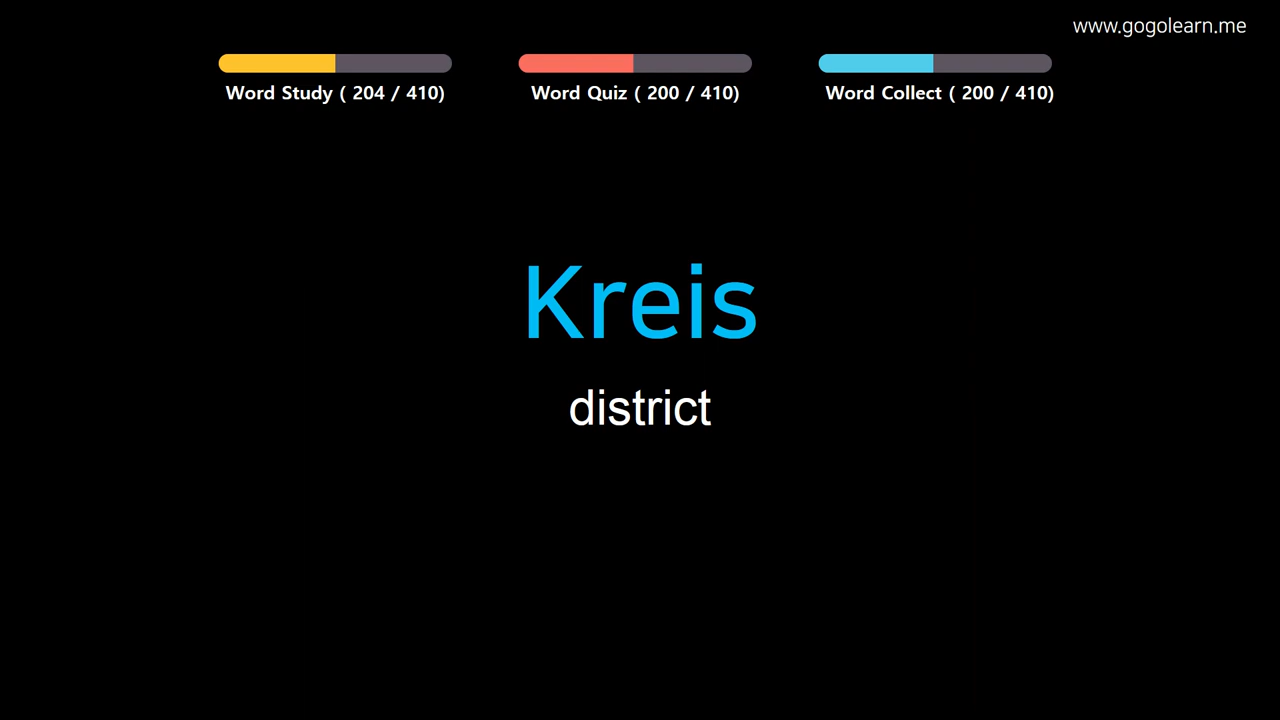 www.gogolearn.me
Word Study ( 204 / 410)
Word Quiz ( 200 / 410)
Word Collect ( 200 / 410)
Kreis
district